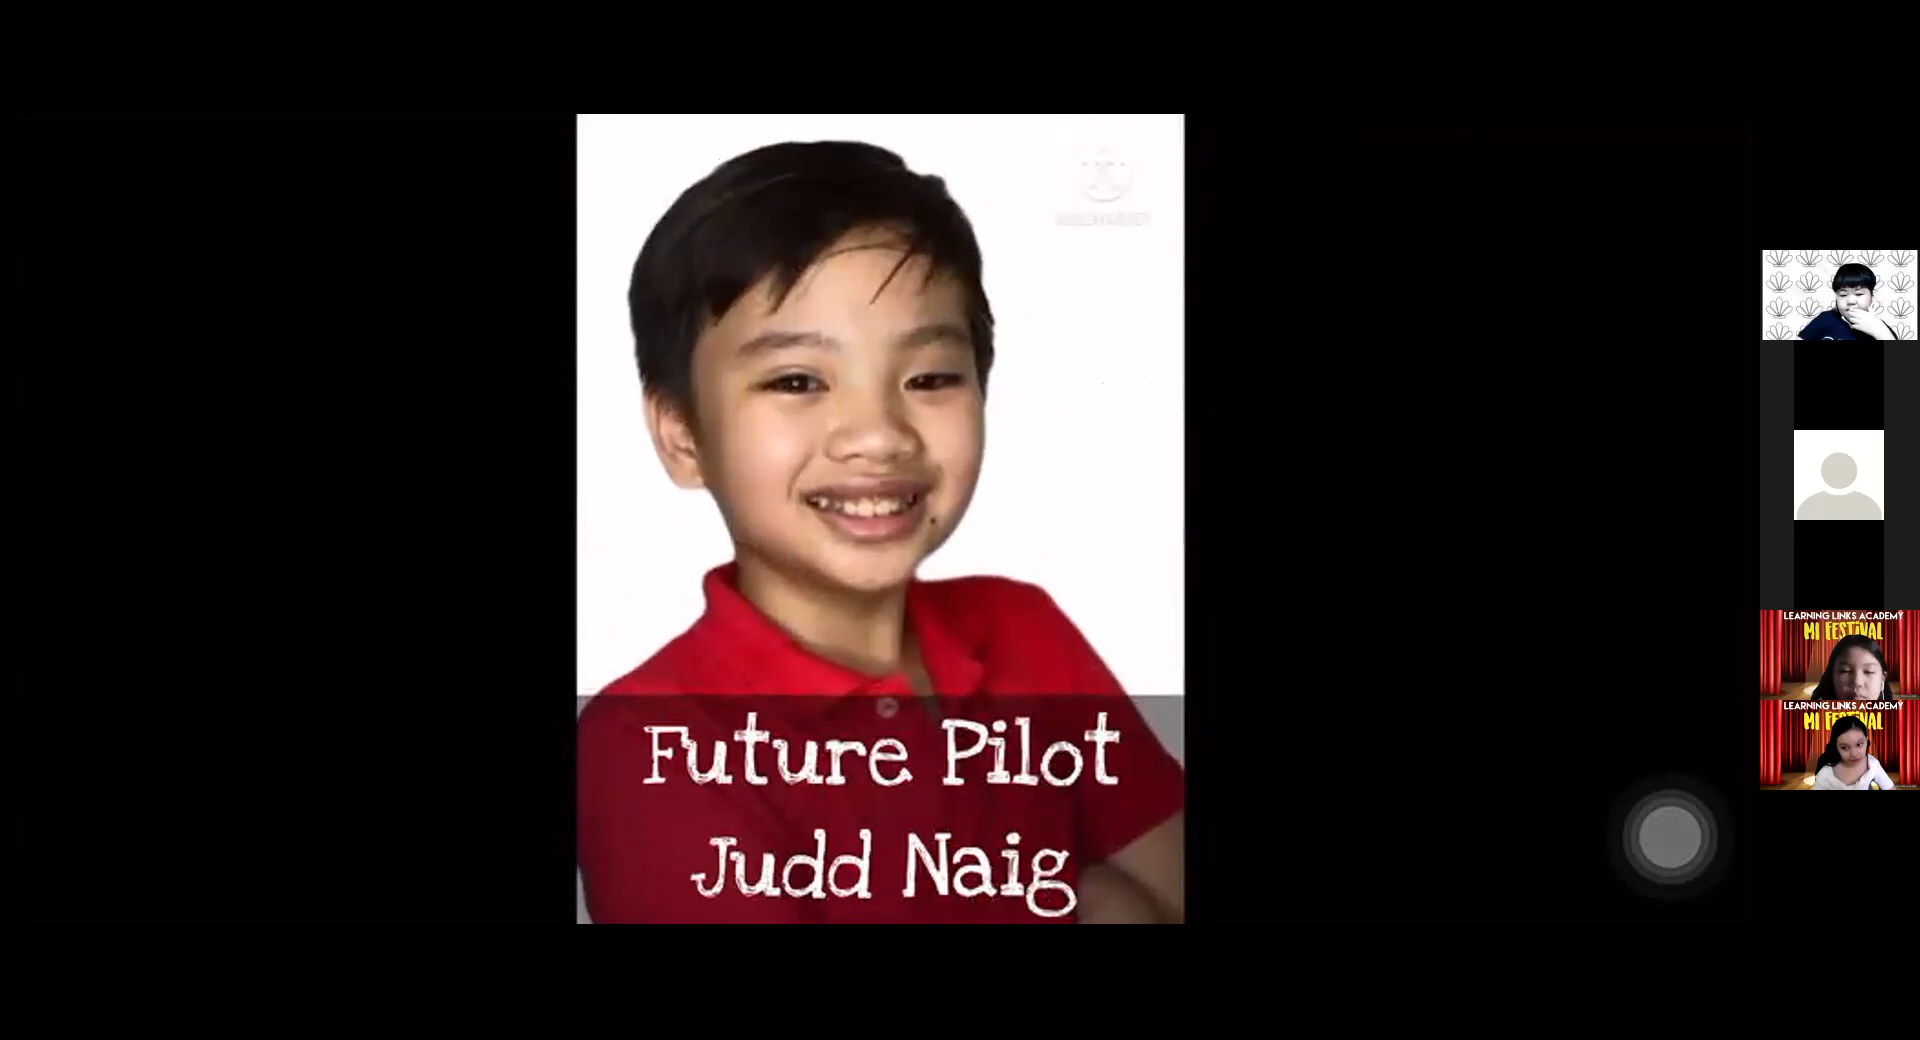 Future Pilot
Judd Naig
LEARNING LINKS ACADEMY
MI FESTIVAL
LEARNING LINKS ACADEMY
MI FESTIVAL